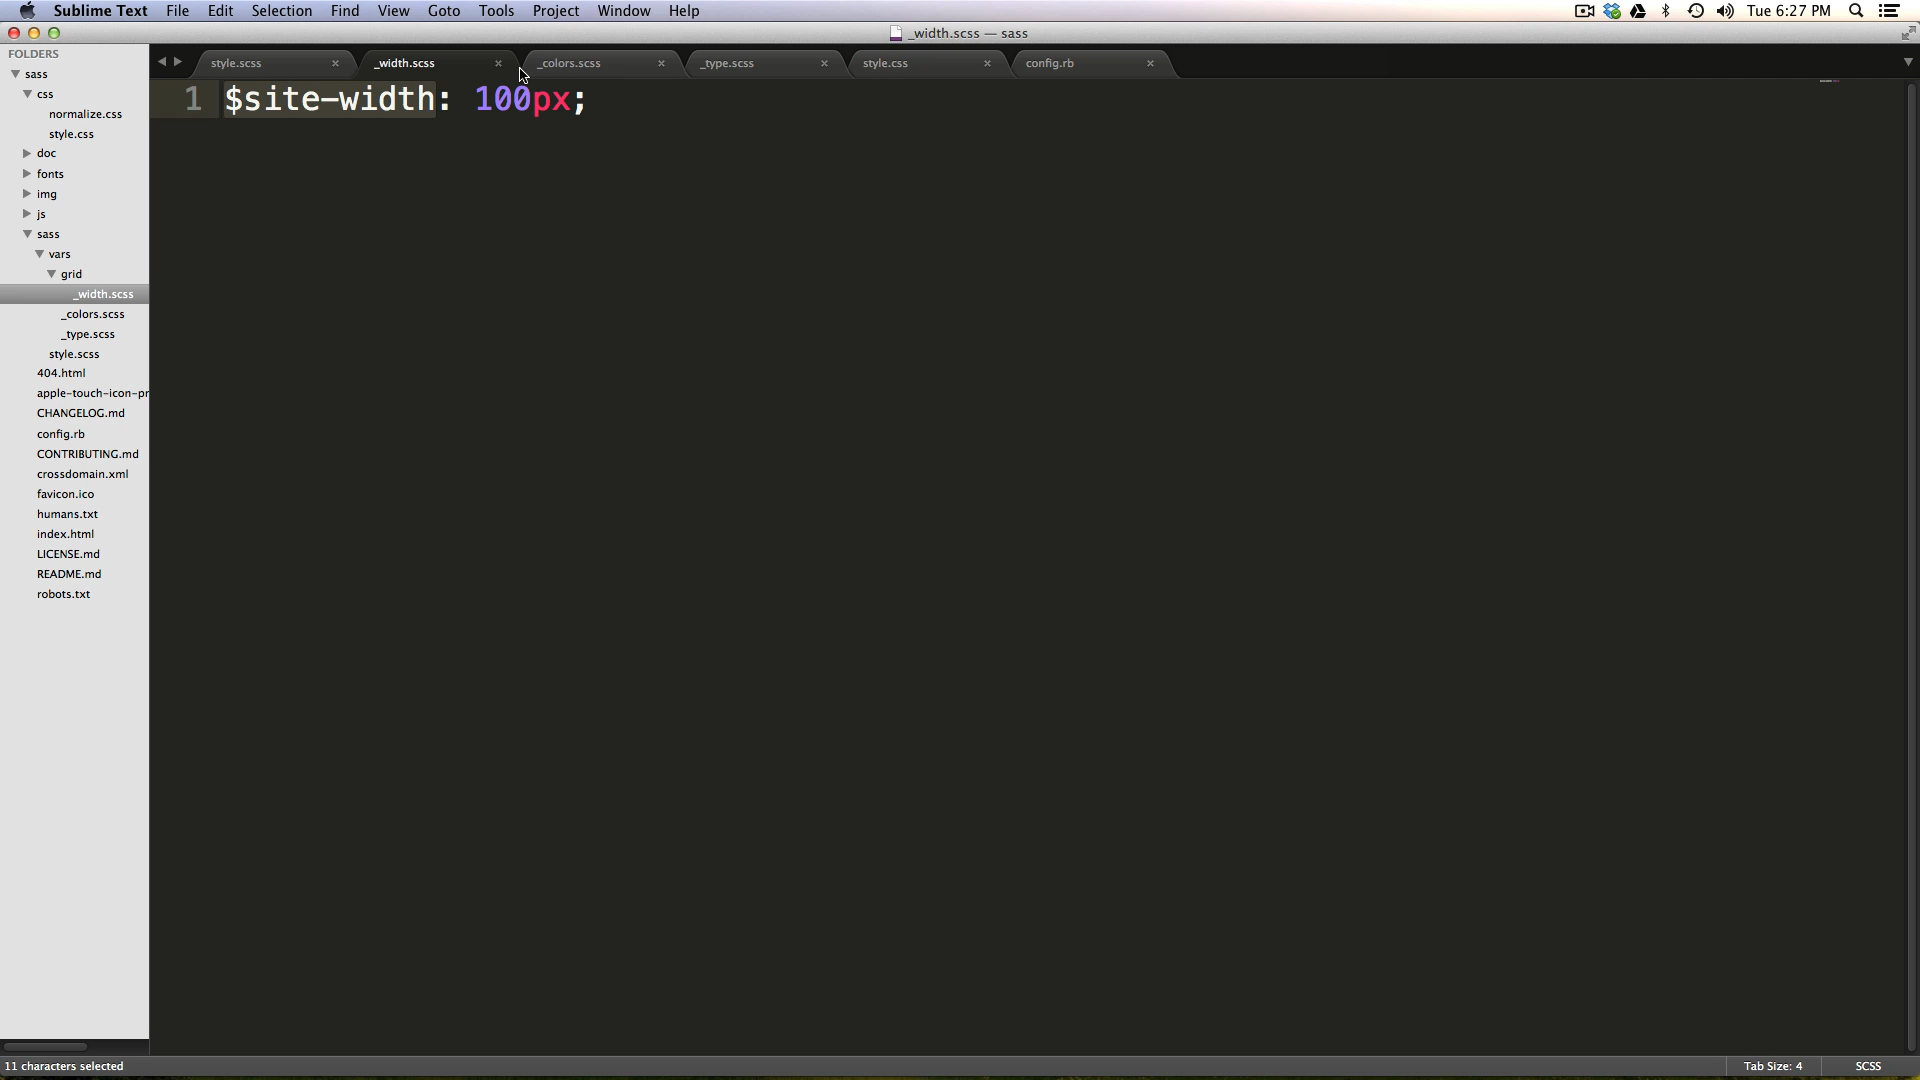 Sublime Text File Edit Selection Find View Goto Tools Project Window Help Tue 6:27 PM
_width.scss — sass
FOLDERS
sass
css
normalize.css
style.css
doc
fonts
img
js
sass
vars
grid
_width.scss
_colors.scss
_type.scss
style.scss
404.html
apple-touch-icon-pr
CHANGELOG.md
config.rb
CONTRIBUTING.md
crossdomain.xml
favicon.ico
humans.txt
index.html
LICENSE.md
README.md
robots.txt
style.scss _width.scss _colors.scss _type.scss style.css config.rb
1 $site-width: 100px;
11 characters selected Tab Size: 4 SCSS